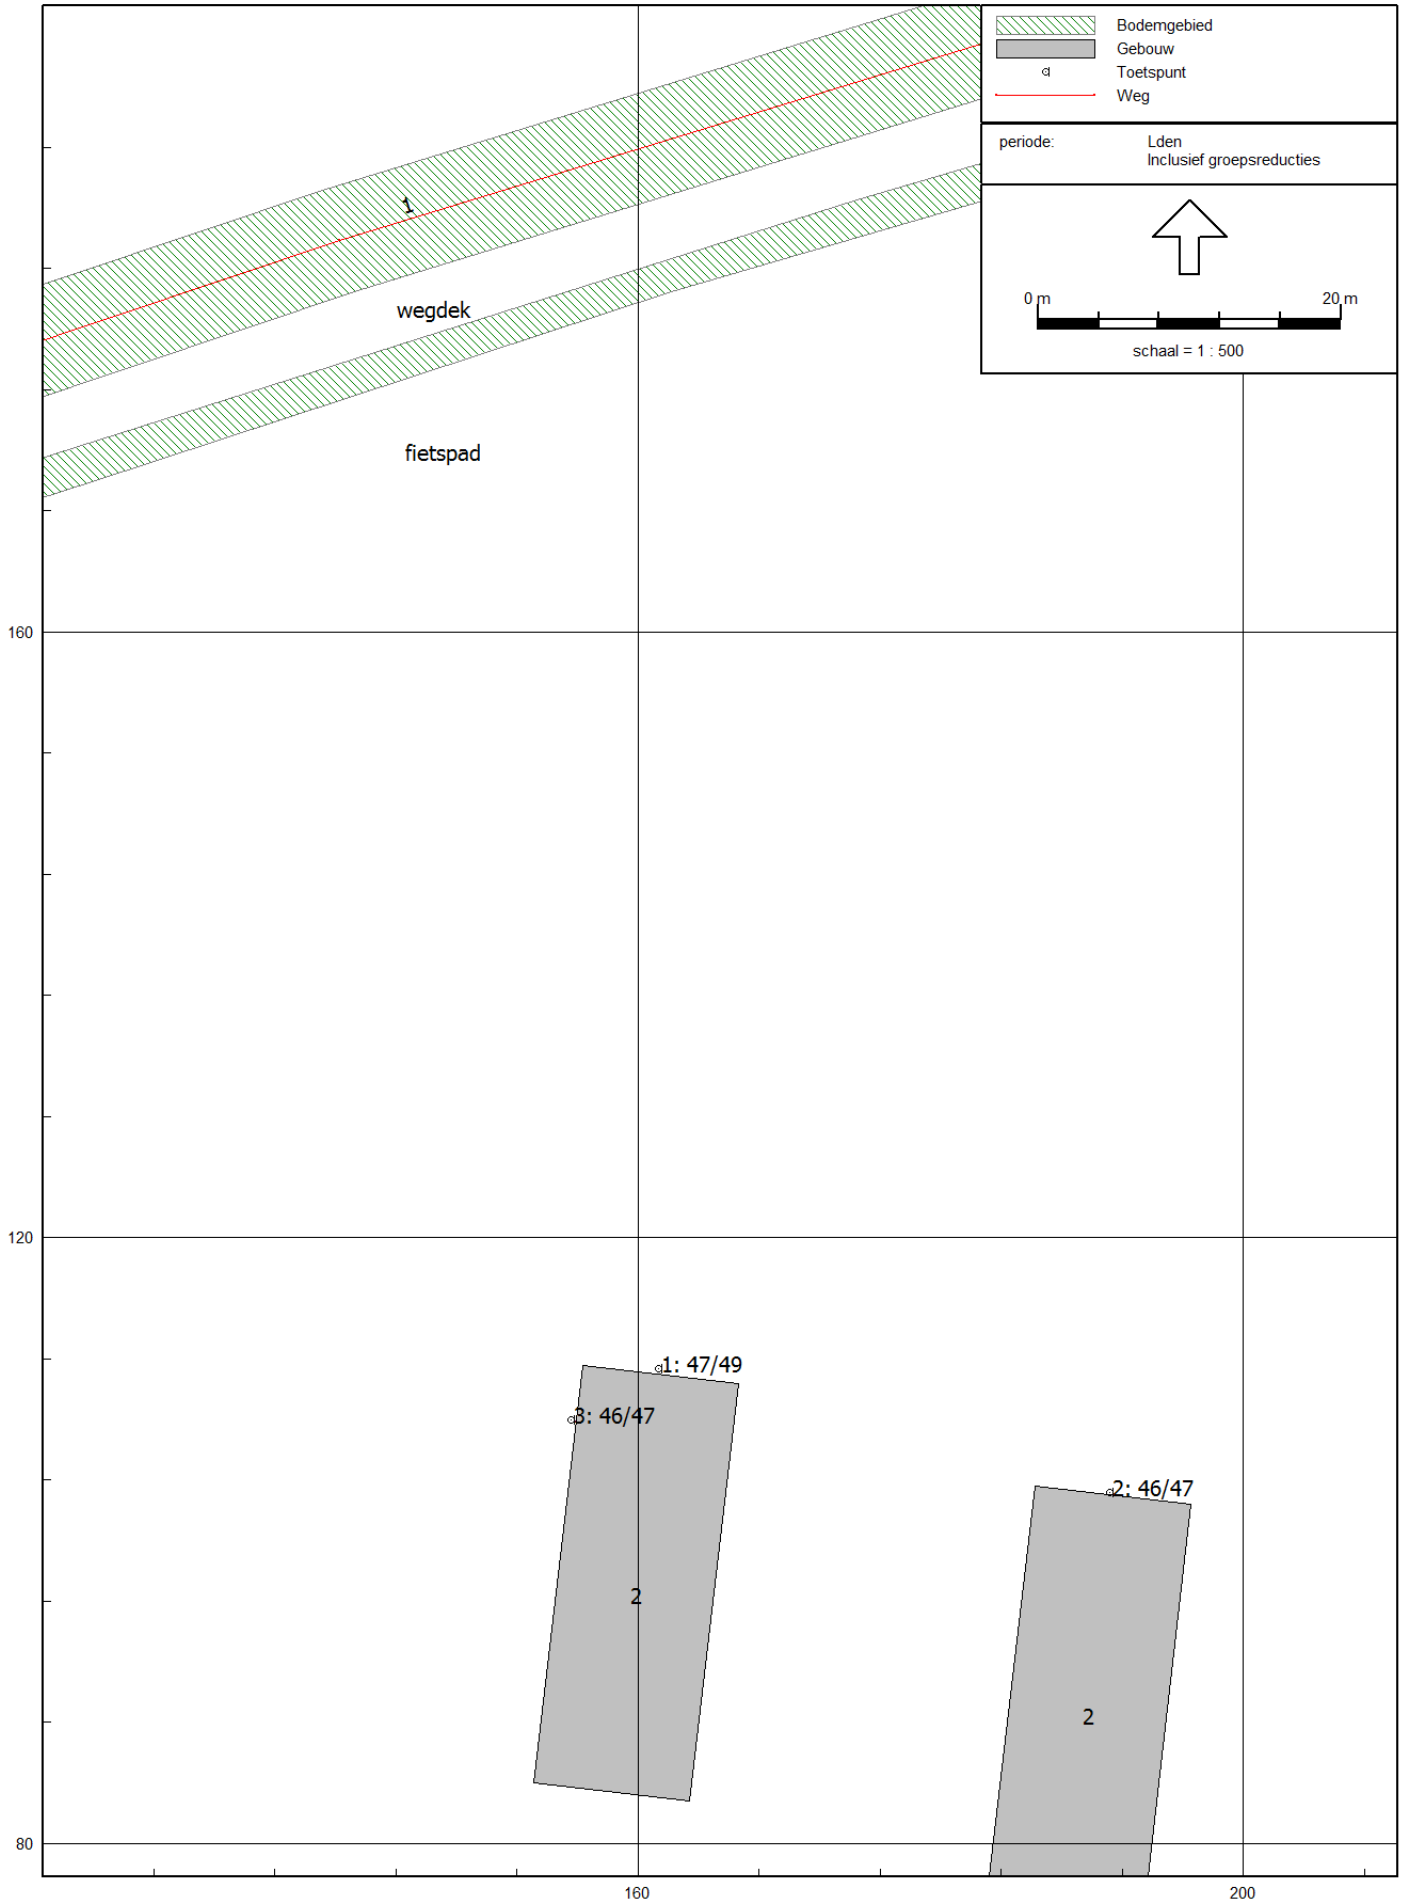 Bodemgebied
Gebouw
Toetspunt
Weg
periode: Lden
Inclusief groepsreducties
0 m 20 m
schaal = 1 : 500
1
wegdek
fietspad
160
120
1: 47/49
3: 46/47
2: 46/47
2
2
80
160 200